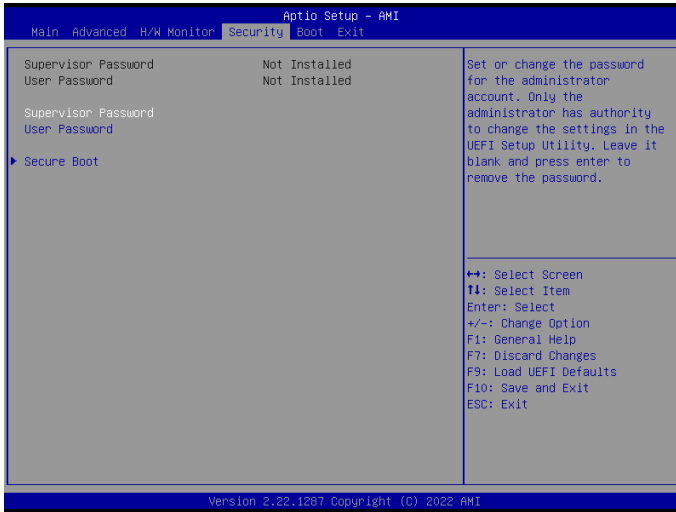 Aptio Setup - AMI
Main Advanced H/W Monitor Security Boot Exit
Supervisor Password Not Installed
User Password Not Installed
Supervisor Password
User Password
Secure Boot
Set or change the password
for the administrator
account. Only the
administrator has authority
to change the settings in the
UEFI Setup Utility. Leave it
blank and press enter to
remove the password.
↔: Select Screen
↑↓: Select Item
Enter: Select
+/-: Change Option
F1: General Help
F7: Discard Changes
F9: Load UEFI Defaults
F10: Save and Exit
ESC: Exit
Version 2.22.1287 Copyright (C) 2022 AMI